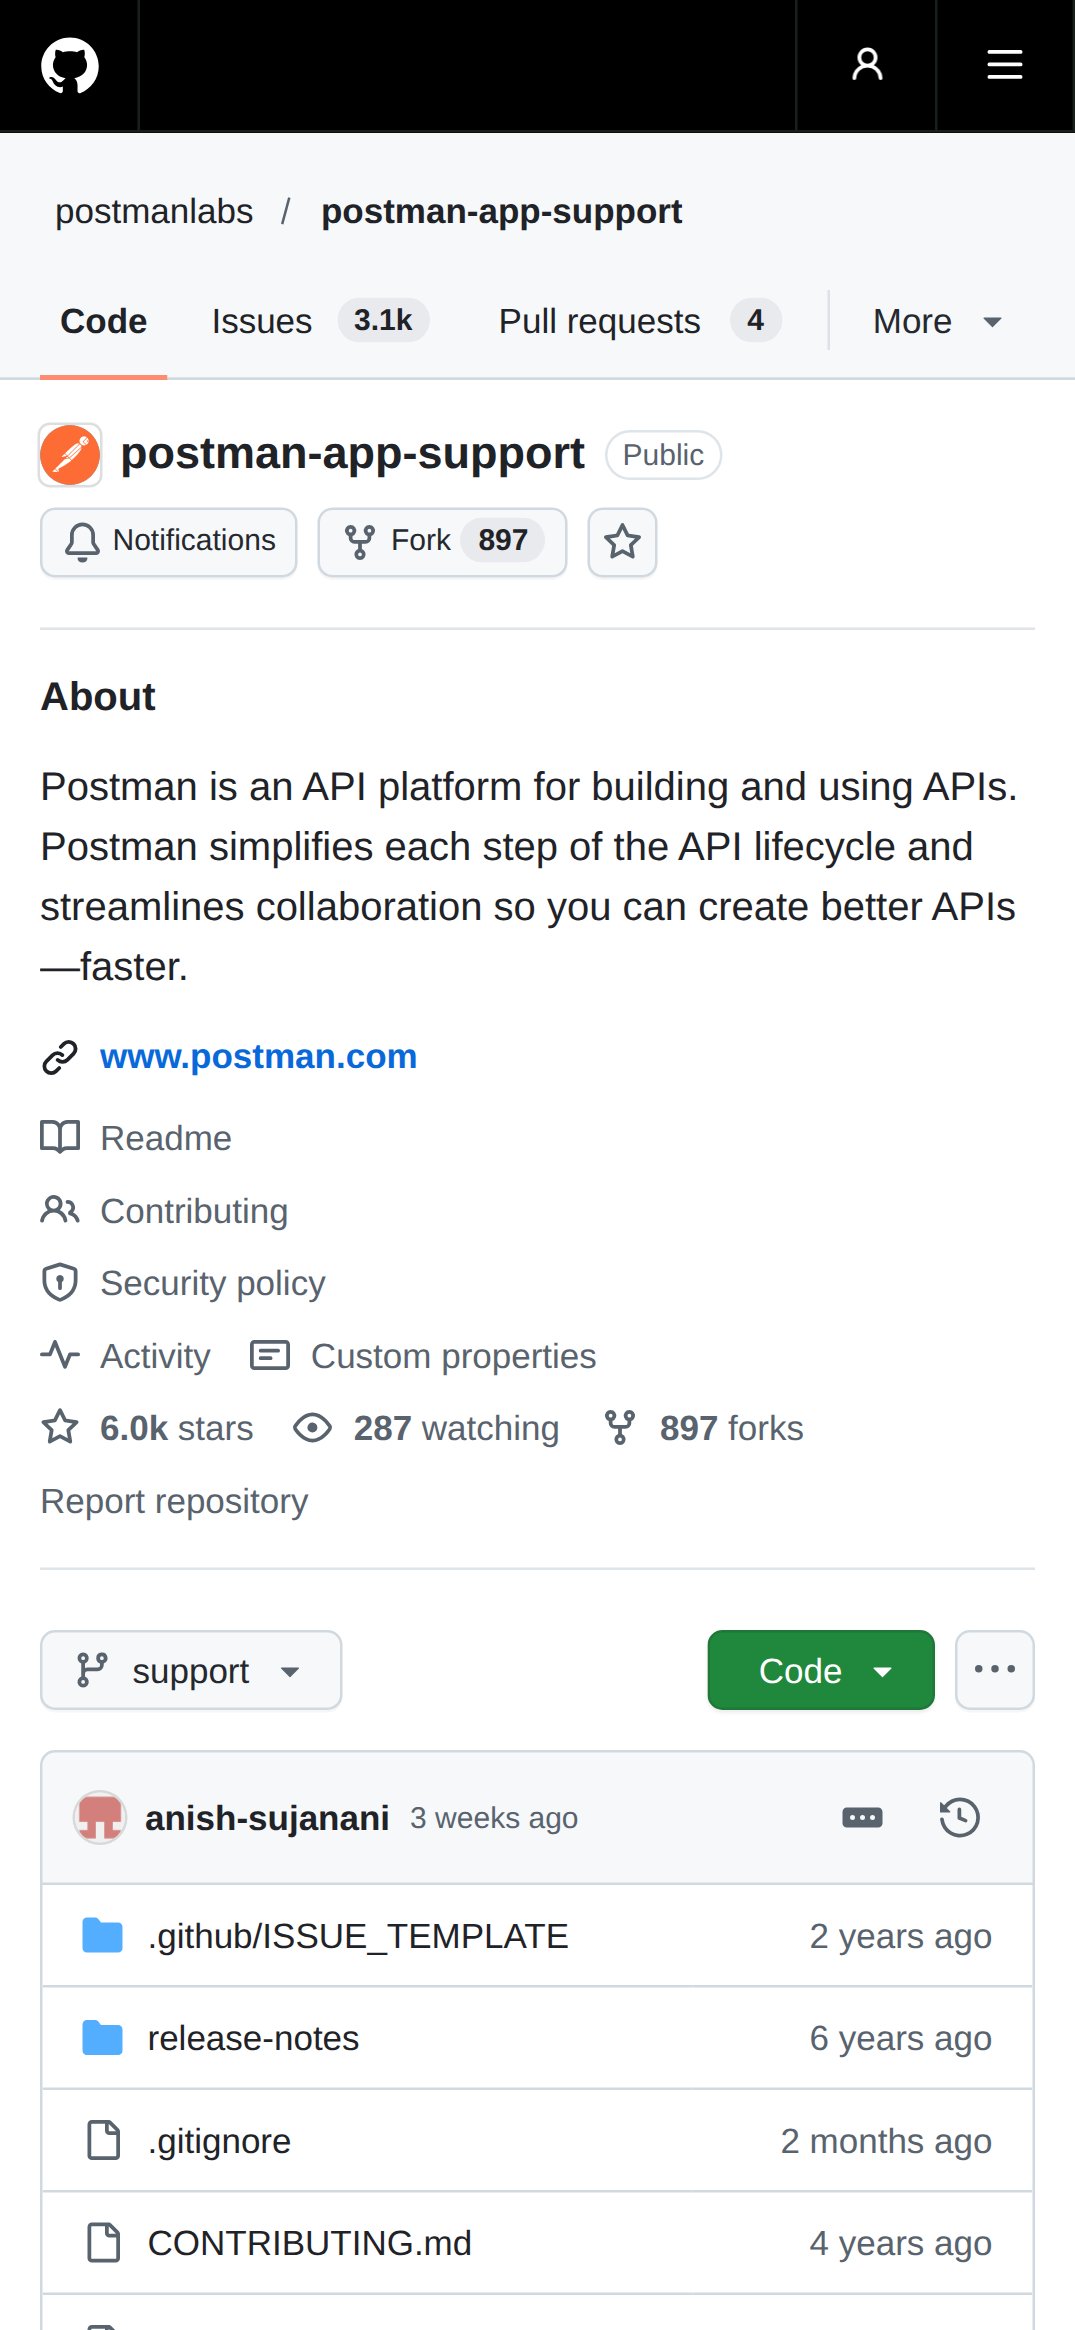 postmanlabs / postman-app-support
Code Issues 3.1k Pull requests 4 More
postman-app-support Public
Notifications Fork 897
About
Postman is an API platform for building and using APIs.
Postman simplifies each step of the API lifecycle and
streamlines collaboration so you can create better APIs
—faster.
www.postman.com
Readme
Contributing
Security policy
Activity Custom properties
6.0k stars 287 watching 897 forks
Report repository
support Code
anish-sujanani 3 weeks ago
.github/ISSUE_TEMPLATE 2 years ago
release-notes 6 years ago
.gitignore 2 months ago
CONTRIBUTING.md 4 years ago